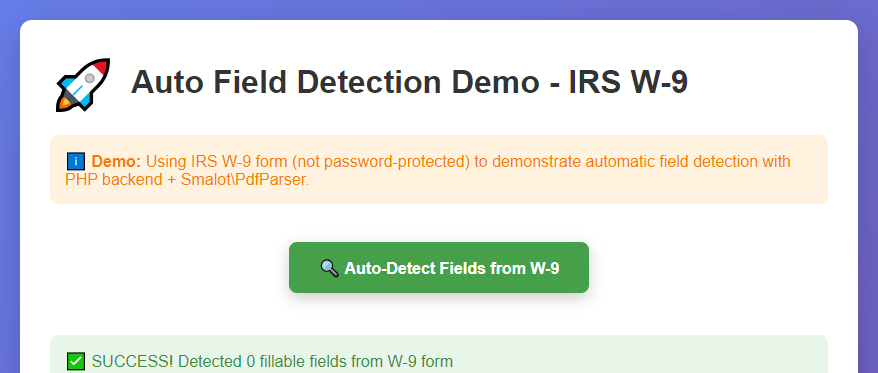 Auto Field Detection Demo - IRS W-9
Demo: Using IRS W-9 form (not password-protected) to demonstrate automatic field detection with
PHP backend + Smalot\PdfParser.
Auto-Detect Fields from W-9
SUCCESS! Detected 0 fillable fields from W-9 form